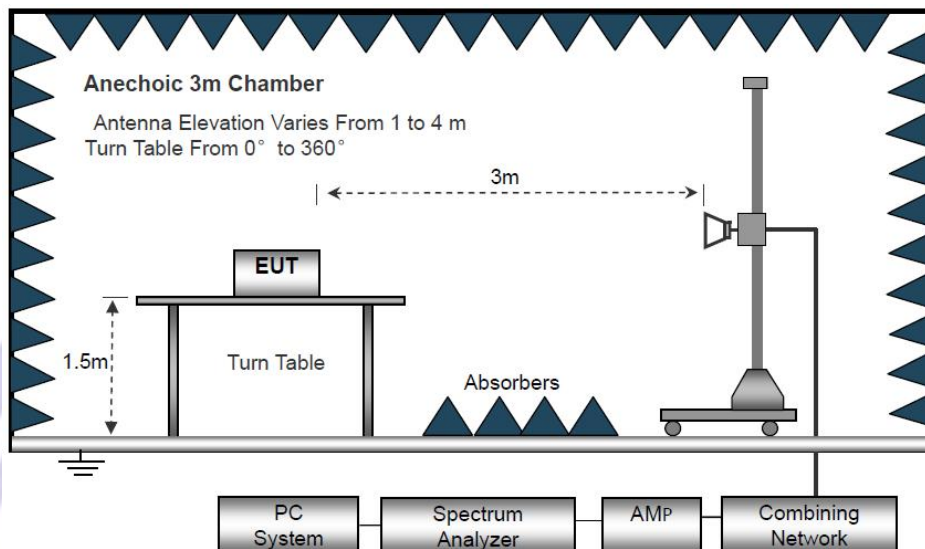 Anechoic 3m Chamber
Antenna Elevation Varies From 1 to 4 m
Turn Table From 0° to 360°
3m
EUT
1.5m
Turn Table
Absorbers
PC
System
Spectrum
Analyzer
AMP
Combining
Network